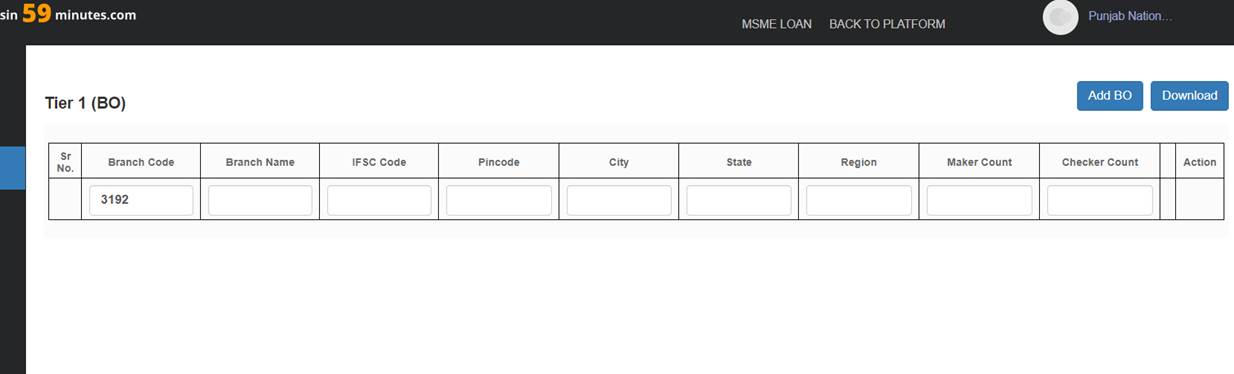 sin 59 minutes.com
MSME LOAN BACK TO PLATFORM Punjab Nation...
Tier 1 (BO)
Add BO Download
Sr No. Branch Code Branch Name IFSC Code Pincode City State Region Maker Count Checker Count Action
3192